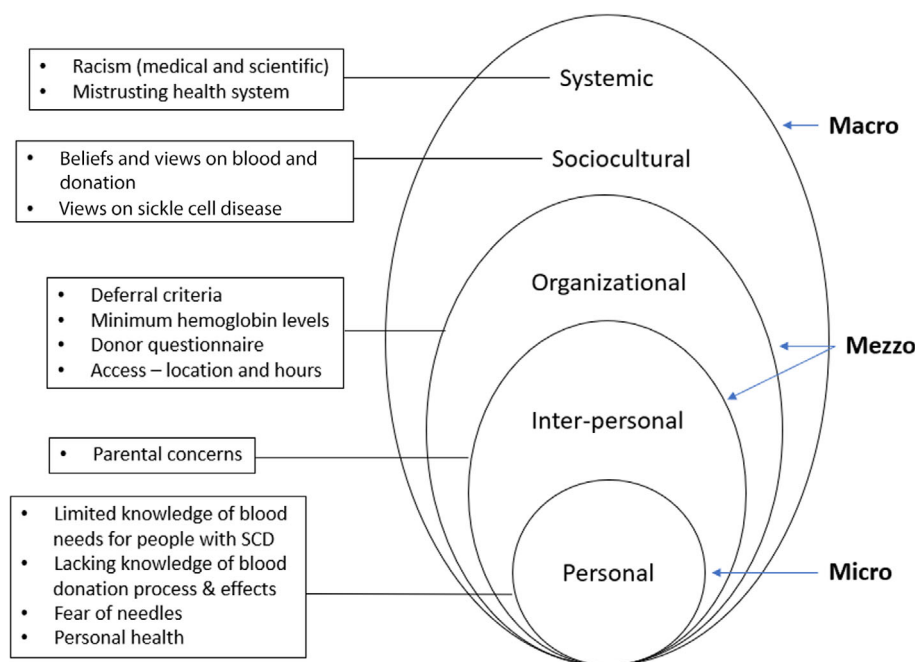 • Racism (medical and scientific)
• Mistrusting health system
Systemic
Macro
• Beliefs and views on blood and
donation
• Views on sickle cell disease
Sociocultural
• Deferral criteria
• Minimum hemoglobin levels
• Donor questionnaire
• Access – location and hours
Organizational
Mezzo
• Parental concerns
Inter-personal
• Limited knowledge of blood
needs for people with SCD
• Lacking knowledge of blood
donation process & effects
• Fear of needles
• Personal health
Personal
Micro